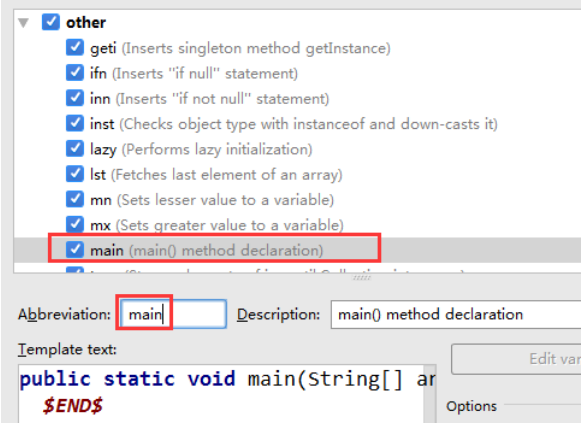 other
geti (Inserts singleton method getInstance)
ifn (Inserts "if null" statement)
inn (Inserts "if not null" statement)
inst (Checks object type with instanceof and down-casts it)
lazy (Performs lazy initialization)
lst (Fetches last element of an array)
mn (Sets lesser value to a variable)
mx (Sets greater value to a variable)
main (main() method declaration)
Abbreviation: main Description: main() method declaration
Template text:
Edit var
public static void main(String[] ar
$END$
Options